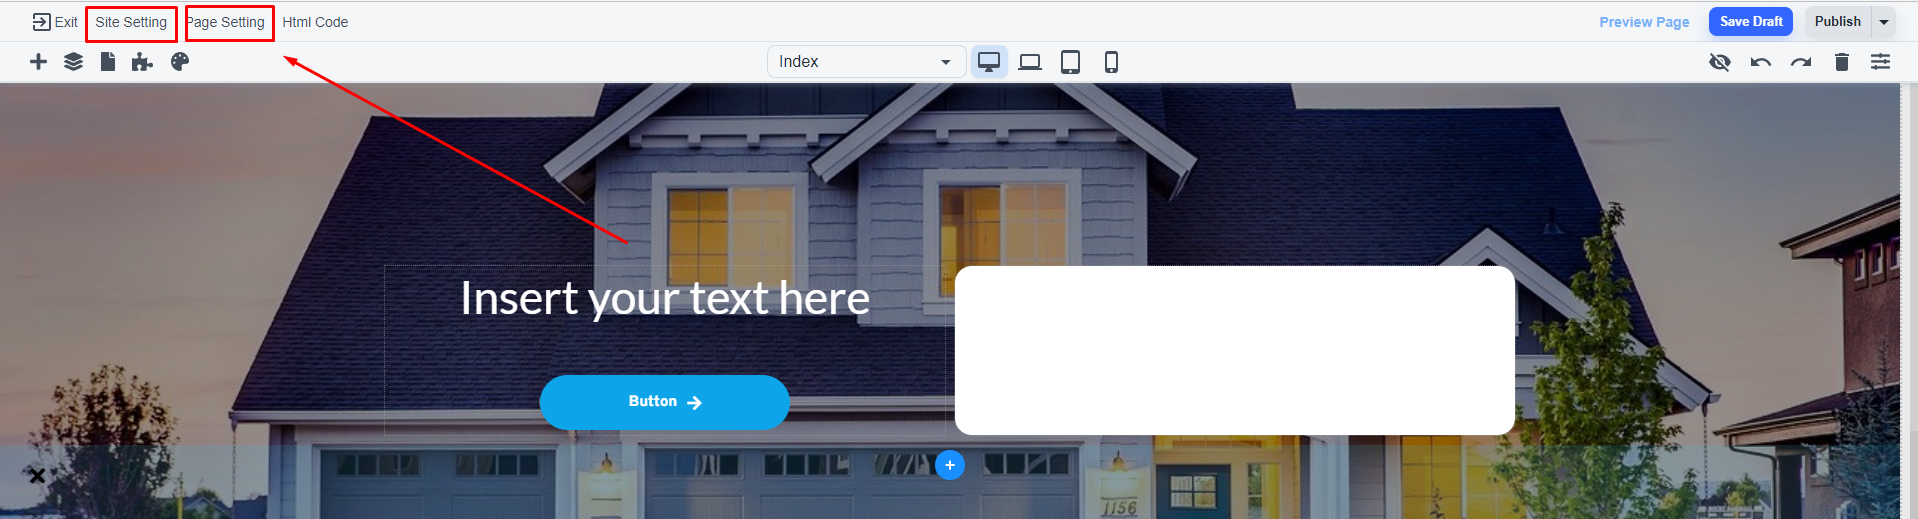 Exit Site Setting Page Setting Html Code Preview Page Save Draft Publish
Index
Insert your text here
Button
1156